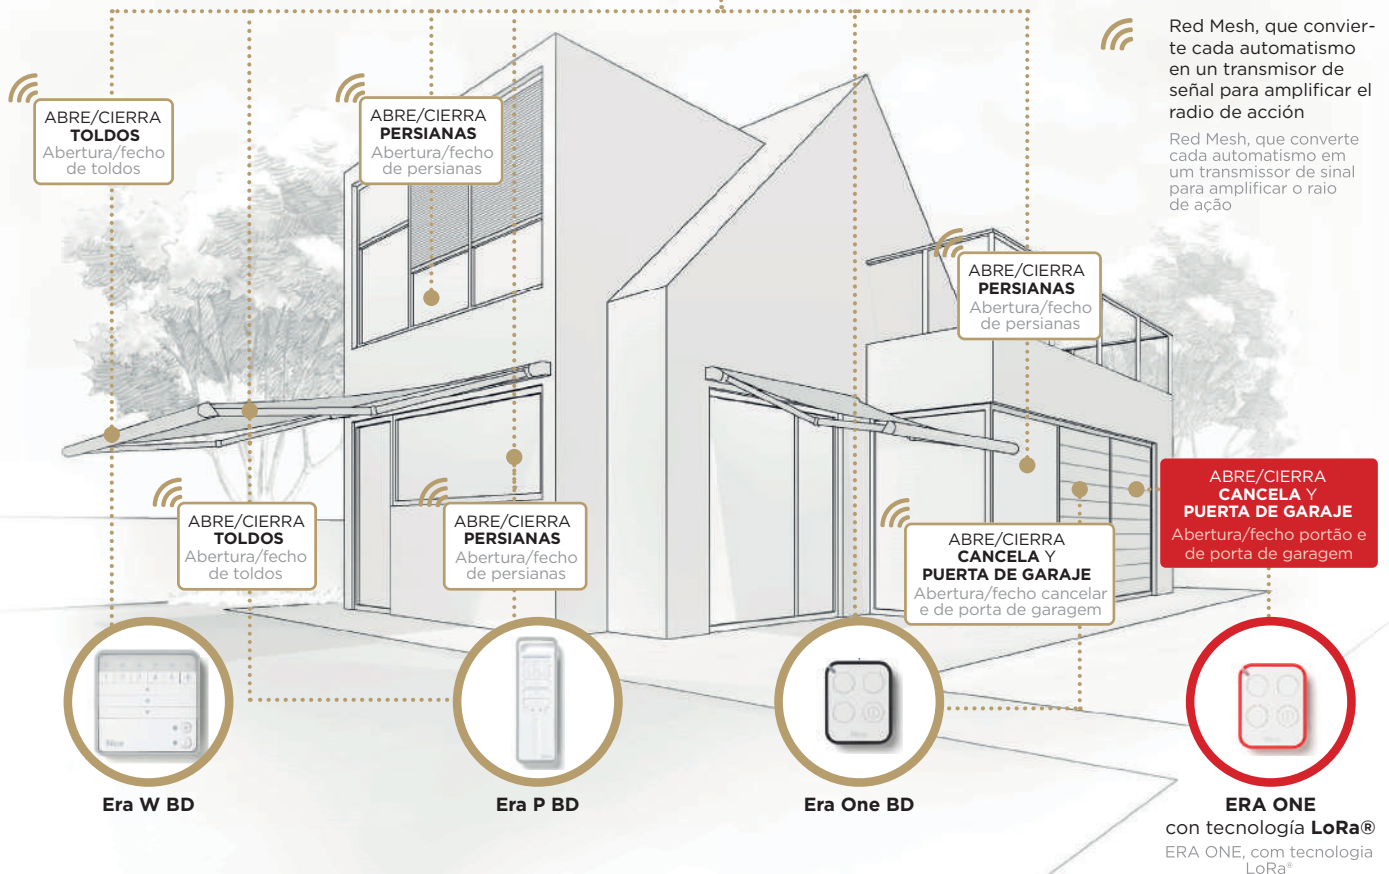 Red Mesh, que convier-
te cada automatismo
en un transmisor de
señal para amplificar el
radio de acción
Red Mesh, que converte
cada automatismo em
um transmissor de sinal
para amplificar o raio
de ação
ABRE/CIERRA
TOLDOS
Abertura/fecho
de toldos
ABRE/CIERRA
PERSIANAS
Abertura/fecho
de persianas
ABRE/CIERRA
PERSIANAS
Abertura/fecho
de persianas
ABRE/CIERRA
TOLDOS
Abertura/fecho
de toldos
ABRE/CIERRA
PERSIANAS
Abertura/fecho
de persianas
ABRE/CIERRA
CANCELA Y
PUERTA DE GARAJE
Abertura/fecho cancelar
e de porta de garagem
ABRE/CIERRA
CANCELA Y
PUERTA DE GARAJE
Abertura/fecho portão e
de porta de garagem
Nice
Era W BD
Era P BD
Nice
Era One BD
Nice
ERA ONE
con tecnología LoRa®
ERA ONE, com tecnologia
LoRa®